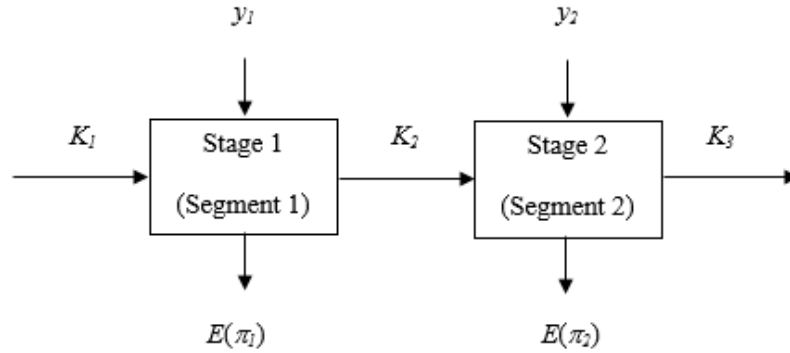 y₁ y₂
K₁ Stage 1 K₂ Stage 2 K₃
(Segment 1) (Segment 2)
E(π₁) E(π₂)